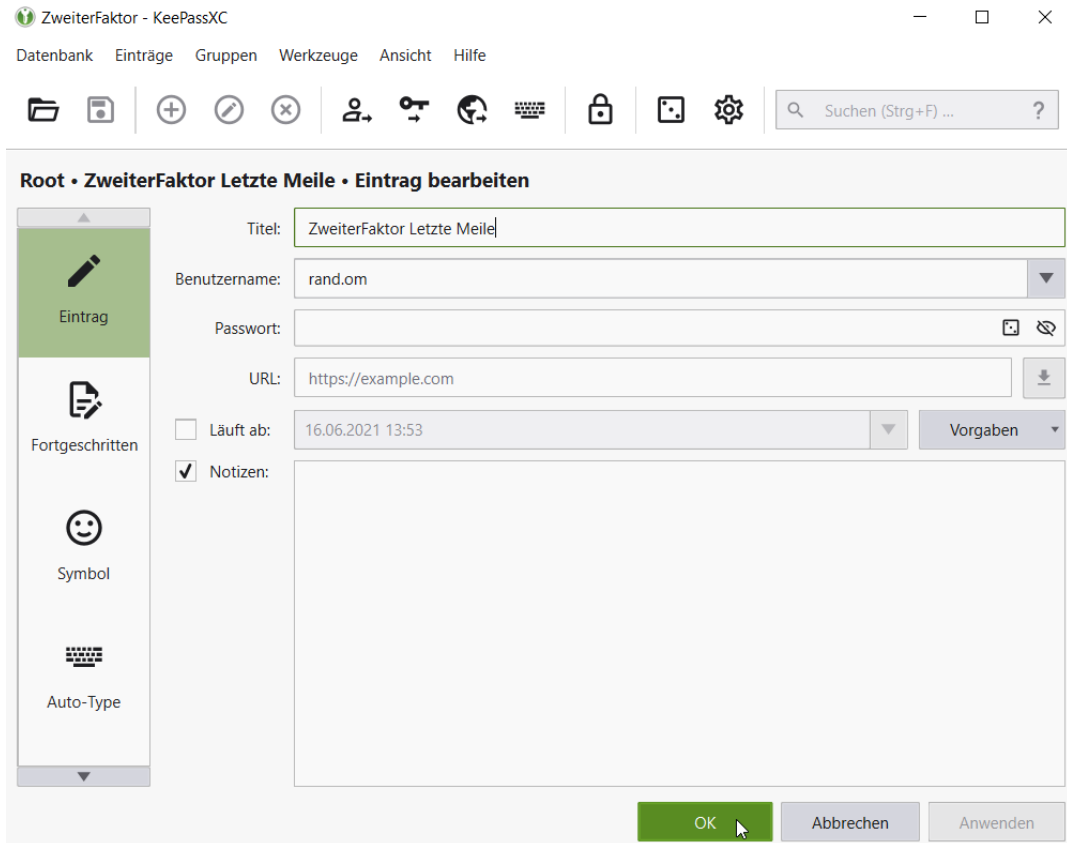 ZweiterFaktor - KeePassXC
Datenbank Einträge Gruppen Werkzeuge Ansicht Hilfe
Suchen (Strg+F) ... ?
Root • ZweiterFaktor Letzte Meile • Eintrag bearbeiten
Titel: ZweiterFaktor Letzte Meile
Eintrag
Benutzername: rand.om
Passwort:
URL: https://example.com
Fortgeschritten
Läuft ab: 16.06.2021 13:53 Vorgaben
Notizen:
Symbol
Auto-Type
OK Abbrechen Anwenden